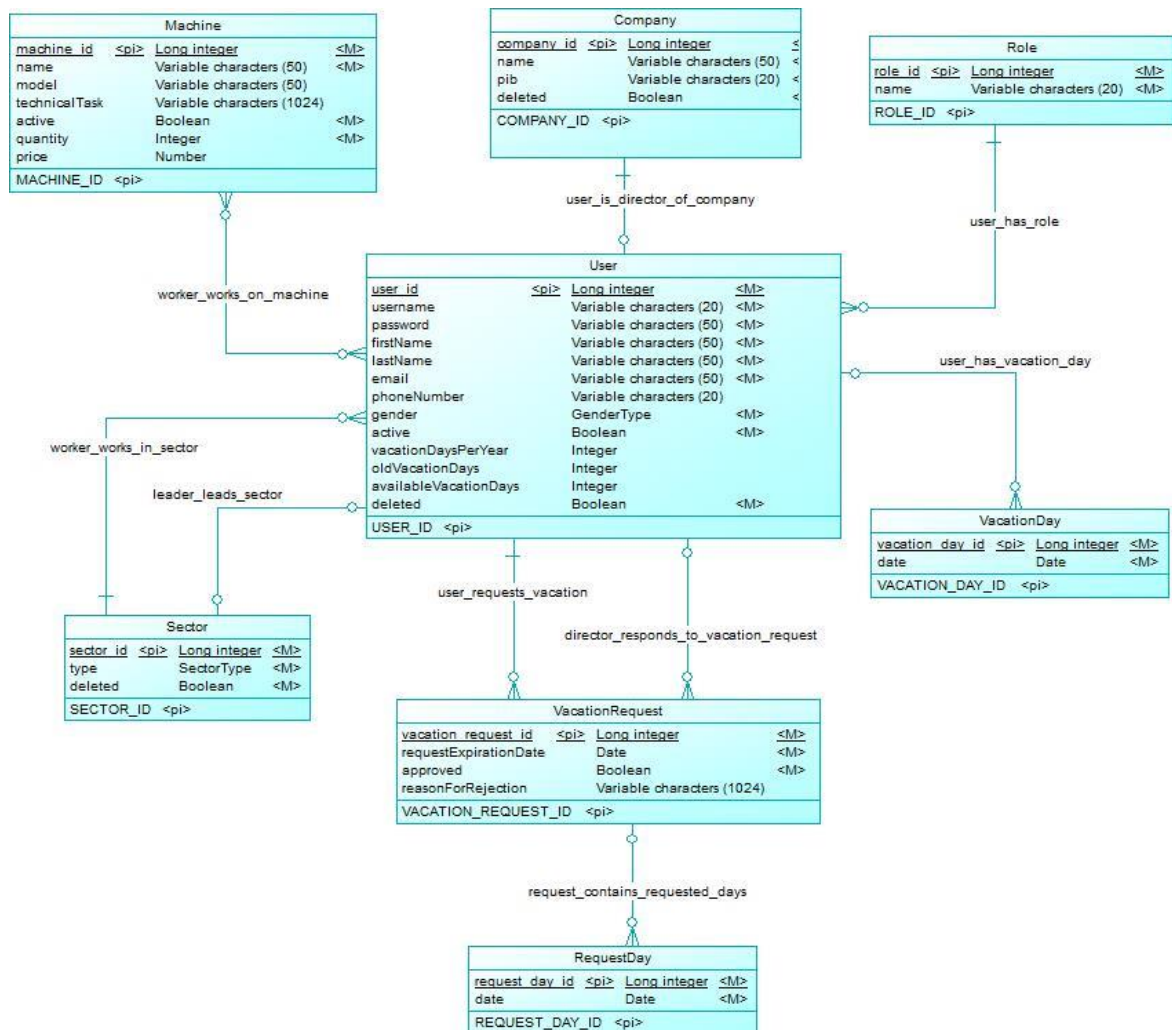 Machine
machine_id <pi> Long integer <M>
name Variable characters (50) <M>
model Variable characters (50)
technicalTask Variable characters (1024)
active Boolean <M>
quantity Integer <M>
price Number
MACHINE_ID <pi>
Company
company_id <pi> Long integer <
name Variable characters (50) <
pib Variable characters (20) <
deleted Boolean <
COMPANY_ID <pi>
Role
role_id <pi> Long integer <M>
name Variable characters (20) <M>
ROLE_ID <pi>
user_is_director_of_company
user_has_role
worker_works_on_machine
User
user_id <pi> Long integer <M>
username Variable characters (20) <M>
password Variable characters (50) <M>
firstName Variable characters (50) <M>
lastName Variable characters (50) <M>
email Variable characters (50) <M>
phoneNumber Variable characters (20)
gender GenderType <M>
active Boolean <M>
vacationDaysPerYear Integer
oldVacationDays Integer
availableVacationDays Integer
deleted Boolean <M>
USER_ID <pi>
user_has_vacation_day
worker_works_in_sector
leader_leads_sector
VacationDay
vacation_day_id <pi> Long integer <M>
date Date <M>
VACATION_DAY_ID <pi>
user_requests_vacation
director_responds_to_vacation_request
Sector
sector_id <pi> Long integer <M>
type SectorType <M>
deleted Boolean <M>
SECTOR_ID <pi>
VacationRequest
vacation_request_id <pi> Long integer <M>
requestExpirationDate Date <M>
approved Boolean <M>
reasonForRejection Variable characters (1024)
VACATION_REQUEST_ID <pi>
request_contains_requested_days
RequestDay
request_day_id <pi> Long integer <M>
date Date <M>
REQUEST_DAY_ID <pi>